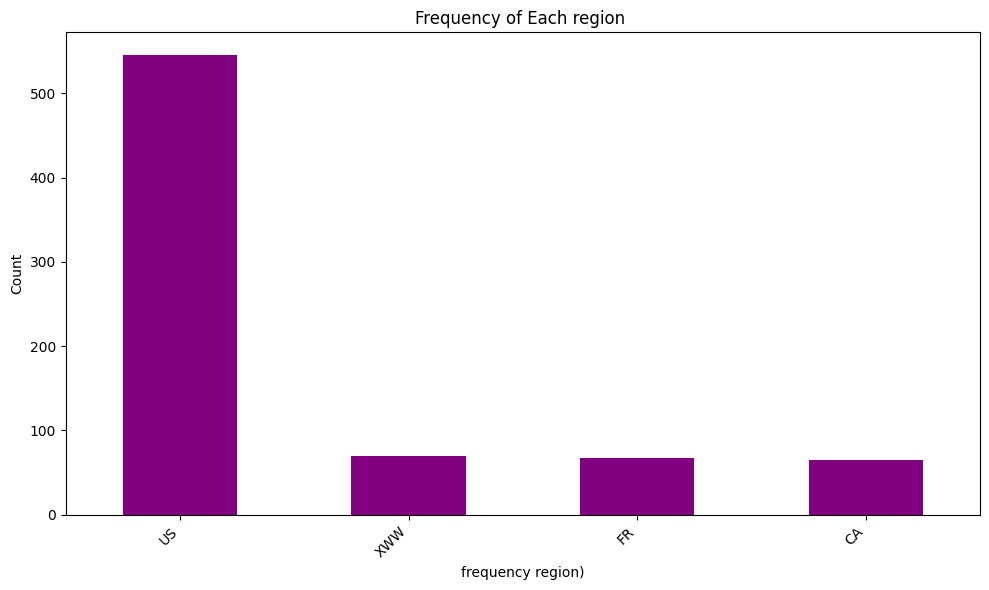 Frequency of Each region
500
400
300
200
100
0
Count
US
XWW
FR
CA
frequency region)